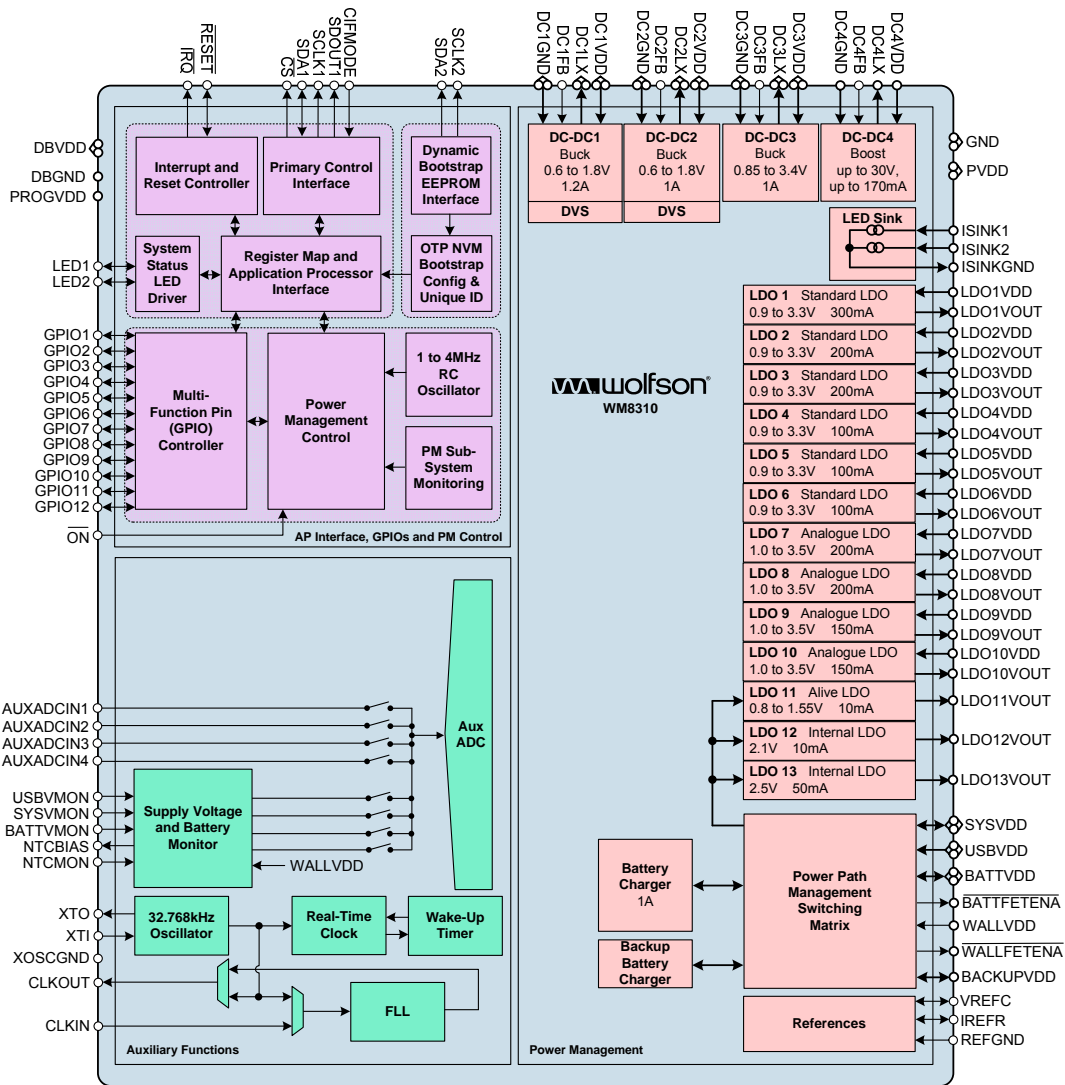 IRQ
RESET
CS
SDA1
SCLK1
SDOUT1
CIFMODE
SDA2
SCLK2
DC1GND
DC1FB
DC1LX
DC1VDD
DC2GND
DC2FB
DC2LX
DC2VDD
DC3GND
DC3FB
DC3LX
DC3VDD
DC4GND
DC4FB
DC4LX
DC4VDD
DBVDD
DBGND
PROGVDD
LED1
LED2
GPIO1
GPIO2
GPIO3
GPIO4
GPIO5
GPIO6
GPIO7
GPIO8
GPIO9
GPIO10
GPIO11
GPIO12
ON
Interrupt and
Reset Controller
Primary Control
Interface
Dynamic
Bootstrap
EEPROM
Interface
System
Status
LED
Driver
Register Map and
Application Processor
Interface
OTP NVM
Bootstrap
Config &
Unique ID
Multi-
Function Pin
(GPIO)
Controller
Power
Management
Control
1 to 4MHz
RC
Oscillator
PM Sub-
System
Monitoring
AP Interface, GPIOs and PM Control
AUXADCIN1
AUXADCIN2
AUXADCIN3
AUXADCIN4
USBVMON
SYSVMON
BATTVMON
NTCBIAS
NTCMON
XTO
XTI
XOSCGND
CLKOUT
CLKIN
Aux
ADC
Supply Voltage
and Battery
Monitor
WALLVDD
32.768kHz
Oscillator
Real-Time
Clock
Wake-Up
Timer
FLL
Auxiliary Functions
DC-DC1
Buck
0.6 to 1.8V
1.2A
DVS
DC-DC2
Buck
0.6 to 1.8V
1A
DVS
DC-DC3
Buck
0.85 to 3.4V
1A
DC-DC4
Boost
up to 30V,
up to 170mA
LED Sink
wolfson®
WM8310
LDO 1 Standard LDO
0.9 to 3.3V 300mA
LDO 2 Standard LDO
0.9 to 3.3V 200mA
LDO 3 Standard LDO
0.9 to 3.3V 200mA
LDO 4 Standard LDO
0.9 to 3.3V 100mA
LDO 5 Standard LDO
0.9 to 3.3V 100mA
LDO 6 Standard LDO
0.9 to 3.3V 100mA
LDO 7 Analogue LDO
1.0 to 3.5V 200mA
LDO 8 Analogue LDO
1.0 to 3.5V 200mA
LDO 9 Analogue LDO
1.0 to 3.5V 150mA
LDO 10 Analogue LDO
1.0 to 3.5V 150mA
LDO 11 Alive LDO
0.8 to 1.55V 10mA
LDO 12 Internal LDO
2.1V 10mA
LDO 13 Internal LDO
2.5V 50mA
Battery
Charger
1A
Backup
Battery
Charger
Power Path
Management
Switching
Matrix
References
Power Management
GND
PVDD
ISINK1
ISINK2
ISINKGND
LDO1VDD
LDO1VOUT
LDO2VDD
LDO2VOUT
LDO3VDD
LDO3VOUT
LDO4VDD
LDO4VOUT
LDO5VDD
LDO5VOUT
LDO6VDD
LDO6VOUT
LDO7VDD
LDO7VOUT
LDO8VDD
LDO8VOUT
LDO9VDD
LDO9VOUT
LDO10VDD
LDO10VOUT
LDO11VOUT
LDO12VOUT
LDO13VOUT
SYSVDD
USBVDD
BATTVDD
BATTFETENA
WALLVDD
WALLFETENA
BACKUPVDD
VREFC
IREFR
REFGND